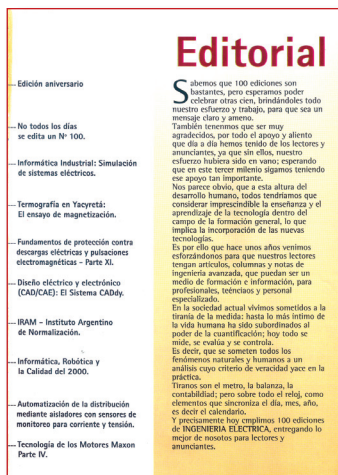 Editorial
Edición aniversario
No todos los días
se edita un Nº 100.
Informática Industrial: Simulación
de sistemas eléctricos.
Termografía en Yacyretá:
El ensayo de magnetización.
Fundamentos de protección contra
descargas eléctricas y pulsaciones
electromagnéticas - Parte XI.
Diseño eléctrico y electrónico
(CAD/CAE): El Sistema CADdy.
IRAM – Instituto Argentino
de Normalización.
Informática, Robótica y
la Calidad del 2000.
Automatización de la distribución
mediante aisladores con sensores de
monitoreo para corriente y tensión.
Tecnología de los Motores Maxon
Parte IV.
Sabemos que 100 ediciones son
bastantes, pero esperamos poder
celebrar otras cien, brindándoles todo
nuestro esfuerzo y trabajo, para que sea un
mensaje claro y ameno.
También tenenmos que ser muy
agradecidos, por todo el apoyo y aliento
que día a día hemos tenido de los lectores y
anunciantes, ya que sin ellos, nuestro
esfuerzo hubiera sido en vano; esperando
que en este tercer milenio sigamos teniendo
ese apoyo tan importante.
Nos parece obvio, que a esta altura del
desarrollo humano, todos tendríamos que
considerar imprescindible la enseñanza y el
aprendizaje de la tecnología dentro del
campo de la formación general, lo que
implica la incorporación de las nuevas
tecnologías.
Es por ello que hace unos años venimos
esforzándonos para que nuestros lectores
tengan artículos, columnas y notas de
ingeniería avanzada, que puedan ser un
medio de formación e información, para
profesionales, teénciaos y personal
especializado.
En la sociedad actual vivimos sometidos a la
tiranía de la medida: hasta lo más íntimo de
la vida humana ha sido subordinados al
poder de la cuantificación; hoy todo se
mide, se evalúa y se controla.
Es decir, que se someten todos los
fenómenos naturales y humanos a un
análisis cuyo criterio de veracidad yace en la
práctica.
Tiranos son el metro, la balanza, la
contabilidad; pero sobre todo el reloj, como
elementos que sincroniza el día, mes, año,
es decir el calendario.
Y precisamente hoy cmplimos 100 ediciones
de INGENIERIA ELECTRICA, entregando lo
mejor de nosotos para lectores y
anunciantes.